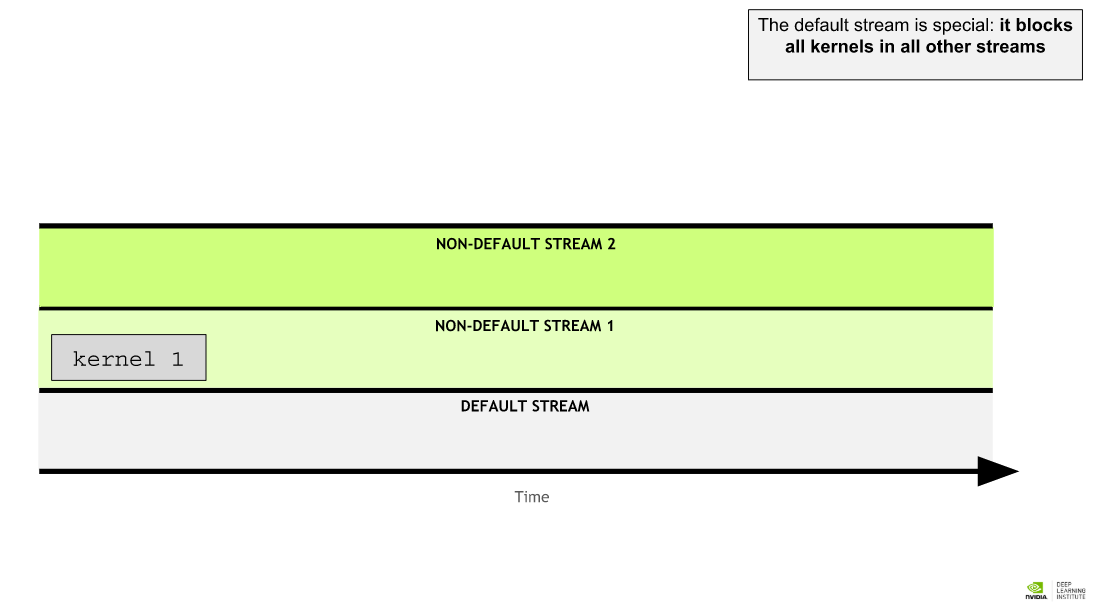 The default stream is special: it blocks
all kernels in all other streams
NON-DEFAULT STREAM 2
NON-DEFAULT STREAM 1
kernel 1
DEFAULT STREAM
Time
NVIDIA.
DEEP
LEARNING
INSTITUTE